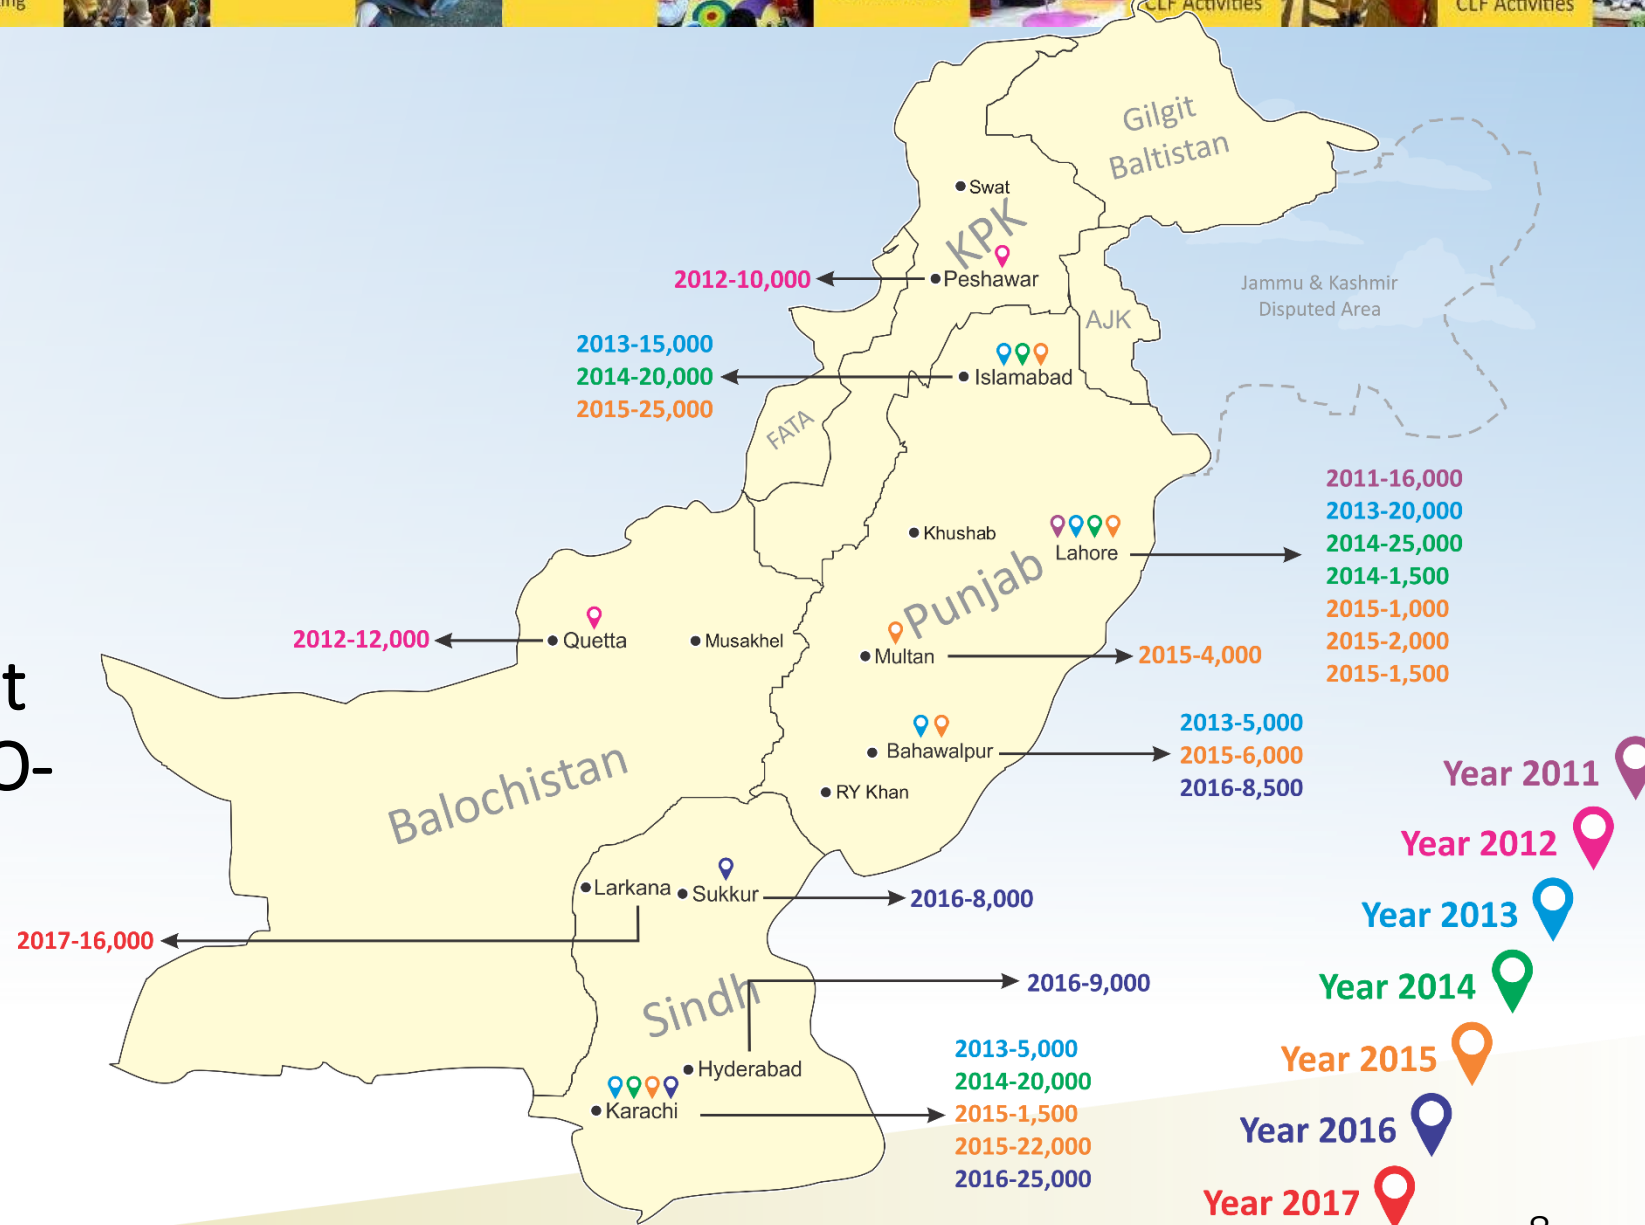 CLF Activities
CLF Activities
Gilgit
Baltistan
Swat
KPK
2012-10,000
Peshawar
Jammu & Kashmir
Disputed Area
AJK
2013-15,000
2014-20,000
2015-25,000
Islamabad
FATA
2011-16,000
2013-20,000
2014-25,000
2014-1,500
2015-1,000
2015-2,000
2015-1,500
Khushab
Lahore
Punjab
2012-12,000
Quetta
Musakhel
Multan
2015-4,000
2013-5,000
2015-6,000
2016-8,500
Bahawalpur
RY Khan
Balochistan
Larkana
Sukkur
2016-8,000
2017-16,000
Sindh
2016-9,000
Hyderabad
Karachi
2013-5,000
2014-20,000
2015-1,500
2015-22,000
2016-25,000
Year 2011
Year 2012
Year 2013
Year 2014
Year 2015
Year 2016
Year 2017